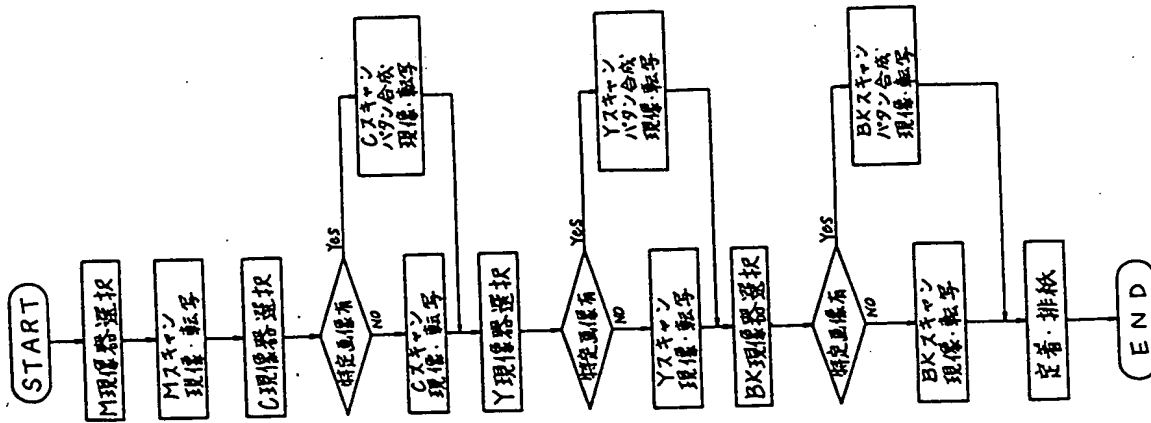 START
M現像器選択
Mスキャン
現像・転写
C現像器選択
特定画像有
YES
NO
Cスキャン
パタン合成
現像・転写
Cスキャン
現像・転写
Y現像器選択
特定画像有
YES
NO
Yスキャン
パタン合成
現像・転写
Yスキャン
現像・転写
BK現像器選択
特定画像有
YES
NO
BKスキャン
パタン合成
現像・転写
BKスキャン
現像・転写
定着・排紙
END